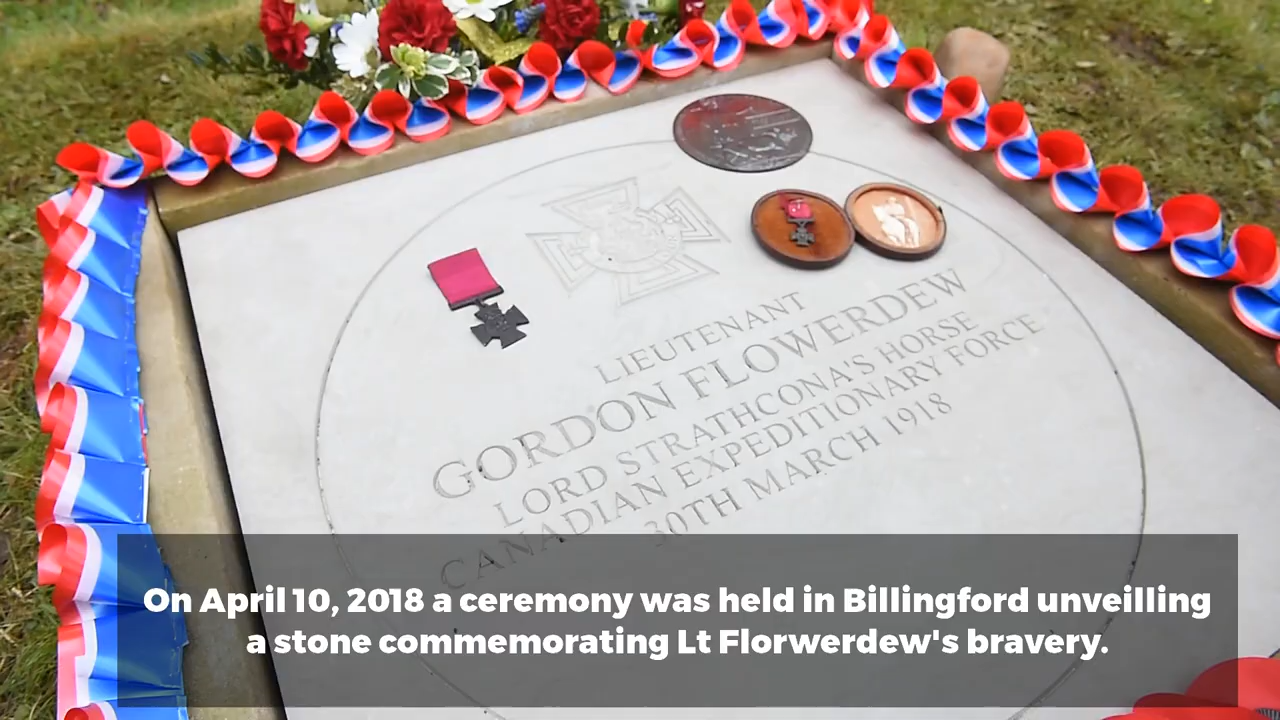 LIEUTENANT
GORDON FLOWERDEW
LORD STRATHCONA'S HORSE
CANADIAN EXPEDITIONARY FORCE
30TH MARCH 1918
On April 10, 2018 a ceremony was held in Billingford unveilling
a stone commemorating Lt Florwerdew's bravery.